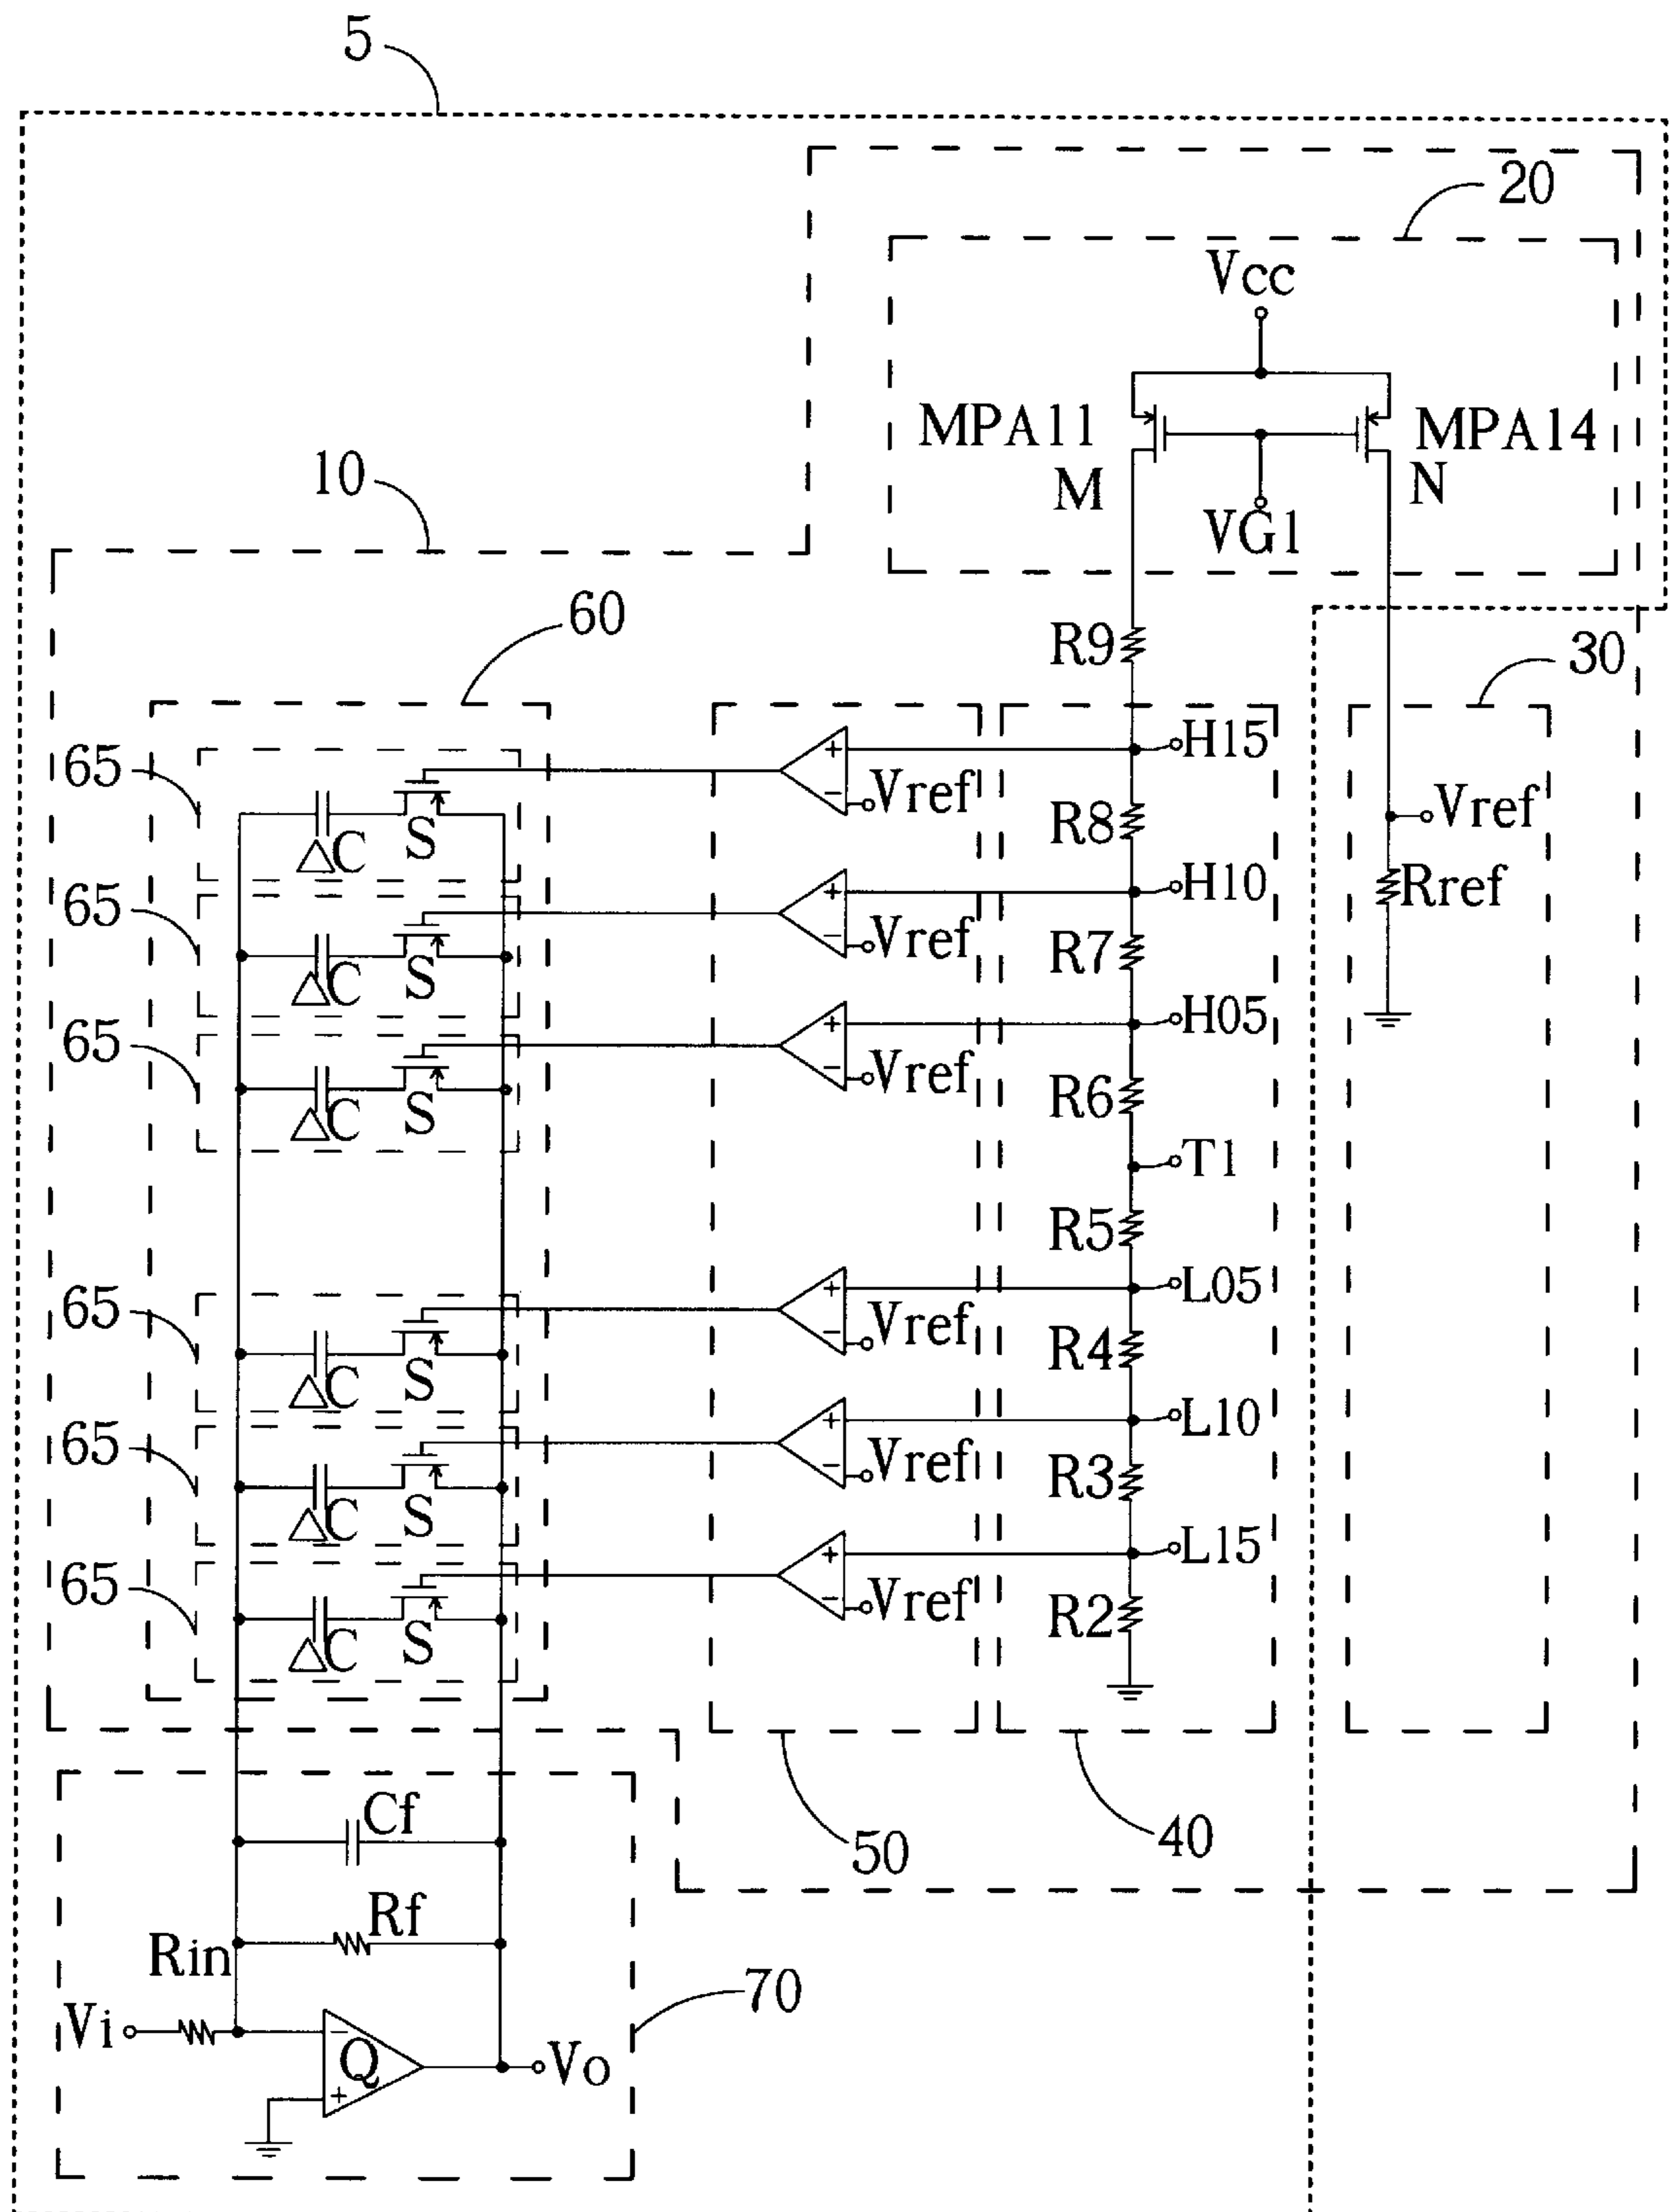 5
20
Vcc
MPA11
MPA14
M
N
VG1
10
60
R9
30
65
H15
Vref
Vref
S
R8
△C
H10
Rref
65
Vref
S
R7
△C
H05
65
Vref
S
R6
△C
T1
R5
65
L05
Vref
S
R4
△C
L10
65
Vref
S
R3
△C
L15
65
Vref
S
R2
△C
Cf
50
40
Rf
Rin
70
Vi
Q
Vo